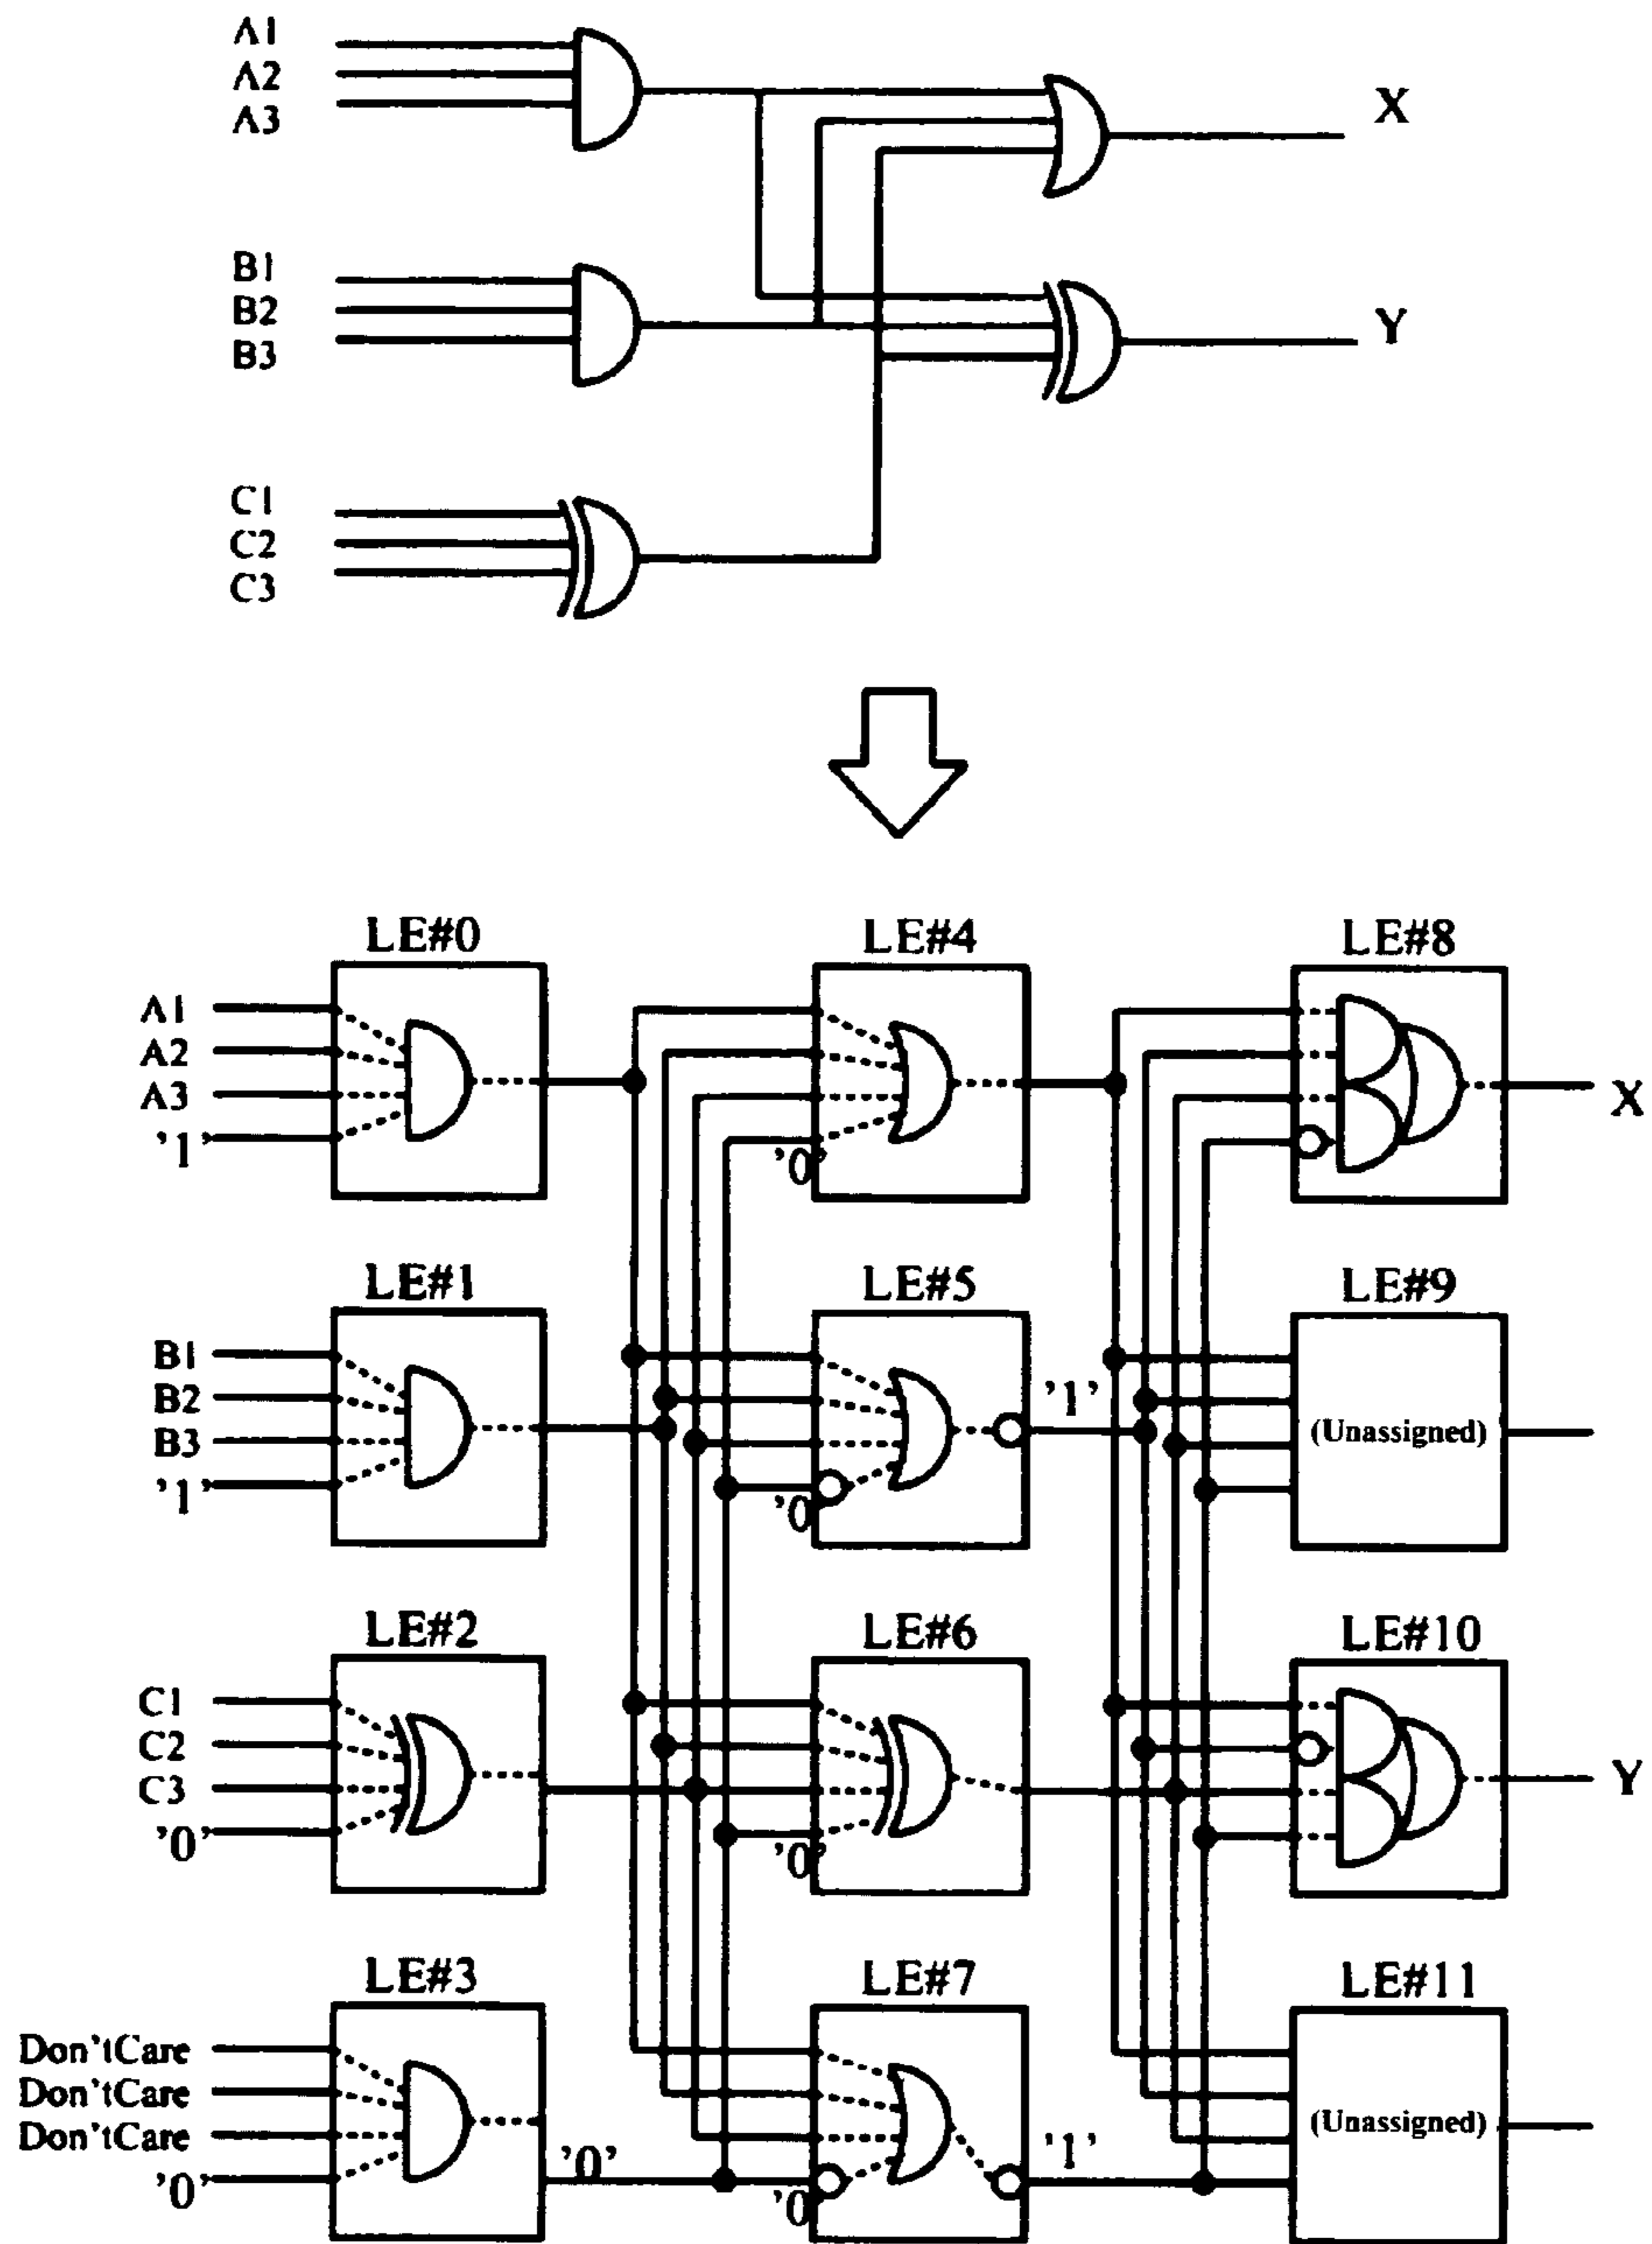 A1
A2
A3
X
B1
B2
B3
Y
C1
C2
C3
LE#0
LE#4
LE#8
A1
A2
A3
'1'
'0'
X
LE#1
LE#5
LE#9
B1
B2
B3
'1'
'0'
'1'
(Unassigned)
LE#2
LE#6
LE#10
C1
C2
C3
'0'
'0'
Y
LE#3
LE#7
LE#11
Don'tCare
Don'tCare
Don'tCare
'0'
'0'
'0'
'1'
(Unassigned)